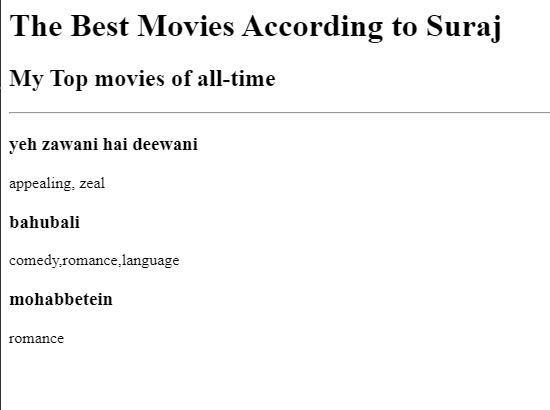 The Best Movies According to Suraj
My Top movies of all-time
yeh zawani hai deewani
appealing, zeal
bahubali
comedy,romance,language
mohabbetein
romance